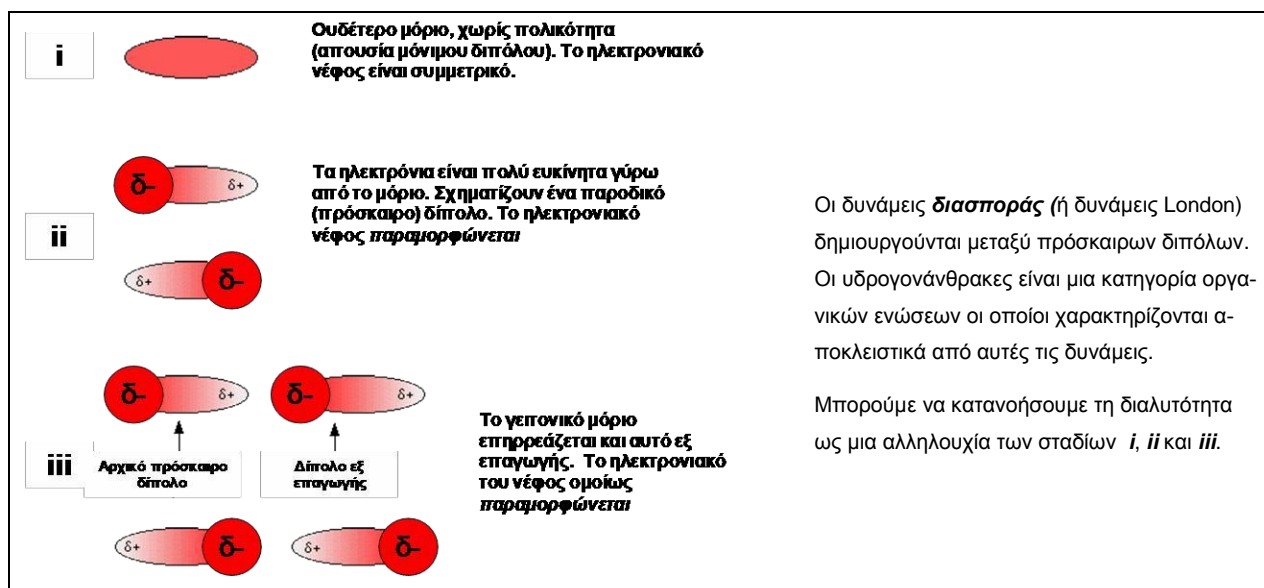 i
Ουδέτερο μόριο, χωρίς πολικότητα
(απουσία μόνιμου διπόλου). Το ηλεκτρονιακό
νέφος είναι συμμετρικό.
ii
δ- δ+
δ+ δ-
Τα ηλεκτρόνια είναι πολύ ευκίνητα γύρω
από το μόριο. Σχηματίζουν ένα παροδικό
(πρόσκαιρο) δίπολο. Το ηλεκτρονιακό
νέφος παραμορφώνεται
iii
δ- δ+ δ- δ+
Αρχικό πρόσκαιρο
δίπολο
Δίπολο εξ
επαγωγής
δ+ δ- δ+ δ-
Το γειτονικό μόριο
επηρρεάζεται και αυτό εξ
επαγωγής. Το ηλεκτρονιακό
του νέφος ομοίως
παραμορφώνεται
Οι δυνάμεις διασποράς (ή δυνάμεις London)
δημιουργούνται μεταξύ πρόσκαιρων διπόλων.
Οι υδρογονάνθρακες είναι μια κατηγορία οργα-
νικών ενώσεων οι οποίοι χαρακτηρίζονται α-
ποκλειστικά από αυτές τις δυνάμεις.
Μπορούμε να κατανοήσουμε τη διαλυτότητα
ως μια αλληλουχία των σταδίων i, ii και iii.